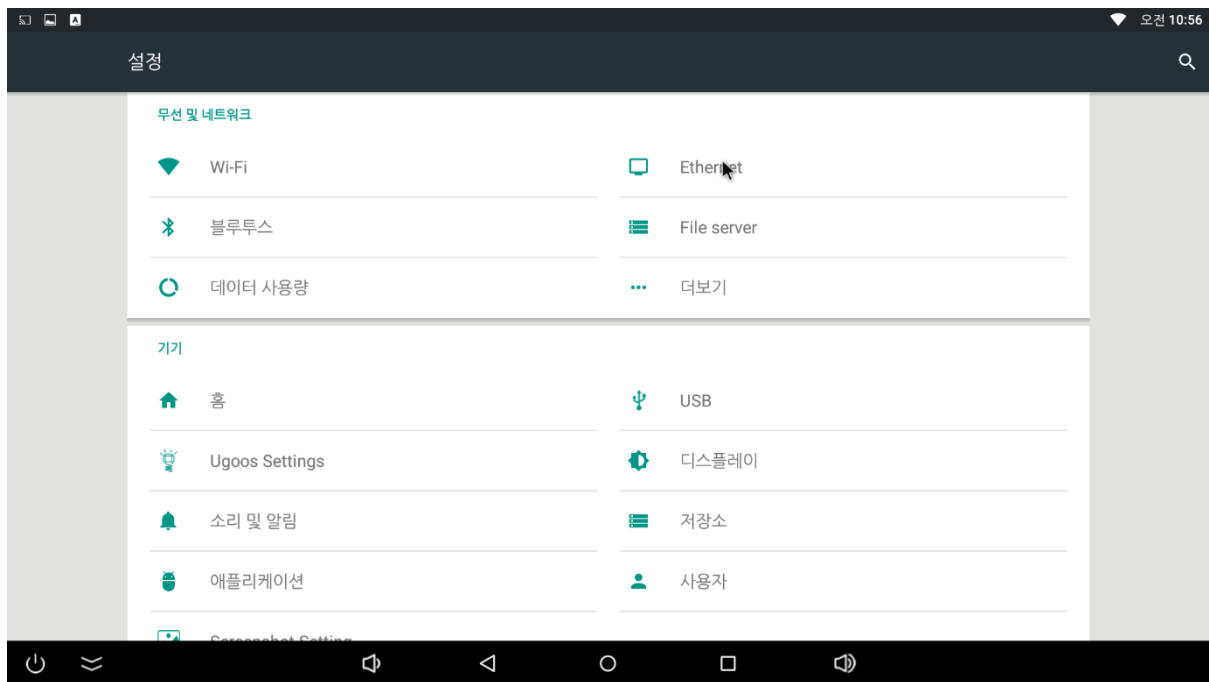 오전 10:56
설정
무선 및 네트워크
Wi-Fi
Ethernet
블루투스
File server
데이터 사용량
더보기
기기
홈
USB
Ugoos Settings
디스플레이
소리 및 알림
저장소
애플리케이션
사용자
Screenshot Setting